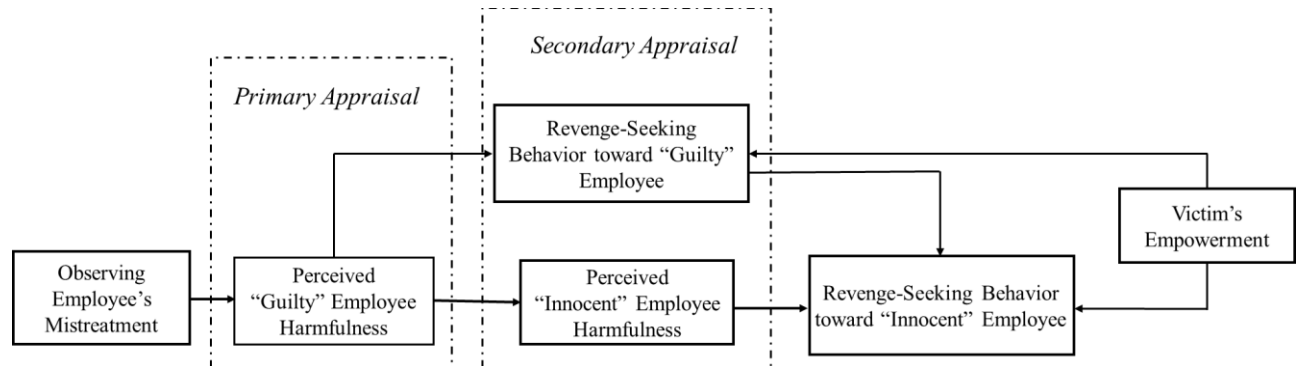 Secondary Appraisal
Primary Appraisal
Revenge-Seeking
Behavior toward “Guilty”
Employee
Victim’s
Empowerment
Observing
Employee’s
Mistreatment
Perceived
“Guilty” Employee
Harmfulness
Perceived
“Innocent” Employee
Harmfulness
Revenge-Seeking Behavior
toward “Innocent” Employee